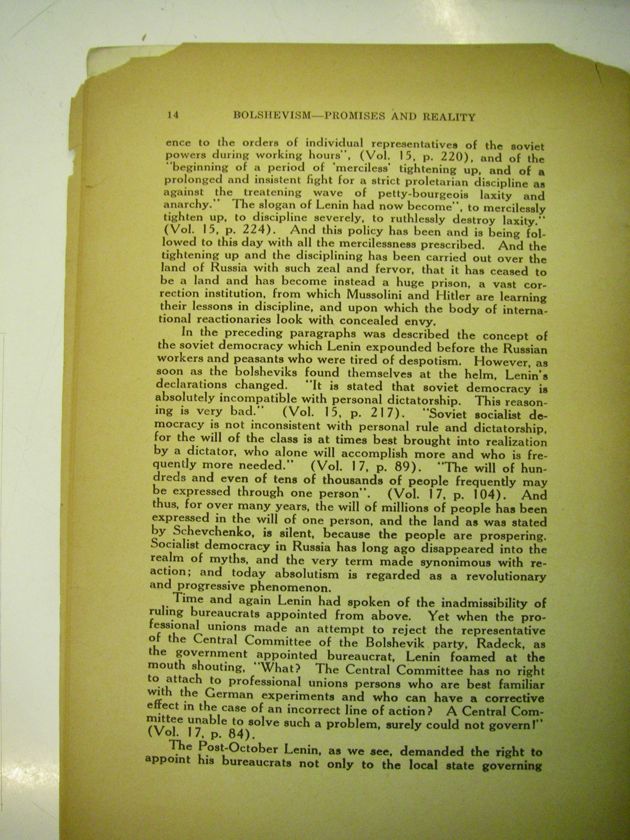 14 BOLSHEVISM—PROMISES AND REALITY
ence to the orders of individual representatives of the soviet
powers during working hours", (Vol. 15, p. 220), and of the
"beginning of a period of 'merciless' tightening up, and of a
prolonged and insistent fight for a strict proletarian discipline as
against the treatening wave of petty-bourgeois laxity and
anarchy." The slogan of Lenin had now become", to mercilessly
tighten up, to discipline severely, to ruthlessly destroy laxity."
(Vol. 15, p. 224). And this policy has been and is being fol-
lowed to this day with all the mercilessness prescribed. And the
tightening up and the disciplining has been carried out over the
land of Russia with such zeal and fervor, that it has ceased to
be a land and has become instead a huge prison, a vast cor-
rection institution, from which Mussolini and Hitler are learning
their lessons in discipline, and upon which the body of interna-
tional reactionaries look with concealed envy.
In the preceding paragraphs was described the concept of
the soviet democracy which Lenin expounded before the Russian
workers and peasants who were tired of despotism. However, as
soon as the bolsheviks found themselves at the helm, Lenin's
declarations changed. "It is stated that soviet democracy is
absolutely incompatible with personal dictatorship. This reason-
ing is very bad." (Vol. 15, p. 217). "Soviet socialist de-
mocracy is not inconsistent with personal rule and dictatorship,
for the will of the class is at times best brought into realization
by a dictator, who alone will accomplish more and who is fre-
quently more needed." (Vol. 17, p. 89). "The will of hun-
dreds and even of tens of thousands of people frequently may
be expressed through one person". (Vol. 17, p. 104). And
thus, for over many years, the will of millions of people has been
expressed in the will of one person, and the land as was stated
by Schevchenko, is silent, because the people are prospering.
Socialist democracy in Russia has long ago disappeared into the
realm of myths, and the very term made synonimous with re-
action; and today absolutism is regarded as a revolutionary
and progressive phenomenon.
Time and again Lenin had spoken of the inadmissibility of
ruling bureaucrats appointed from above. Yet when the pro-
fessional unions made an attempt to reject the representative
of the Central Committee of the Bolshevik party, Radeck, as
the government appointed bureaucrat, Lenin foamed at the
mouth shouting, "What? The Central Committee has no right
to attach to professional unions persons who are best familiar
with the German experiments and who can have a corrective
effect in the case of an incorrect line of action? A Central Com-
mittee unable to solve such a problem, surely could not govern!"
(Vol. 17, p. 84).
The Post-October Lenin, as we see, demanded the right to
appoint his bureaucrats not only to the local state governing